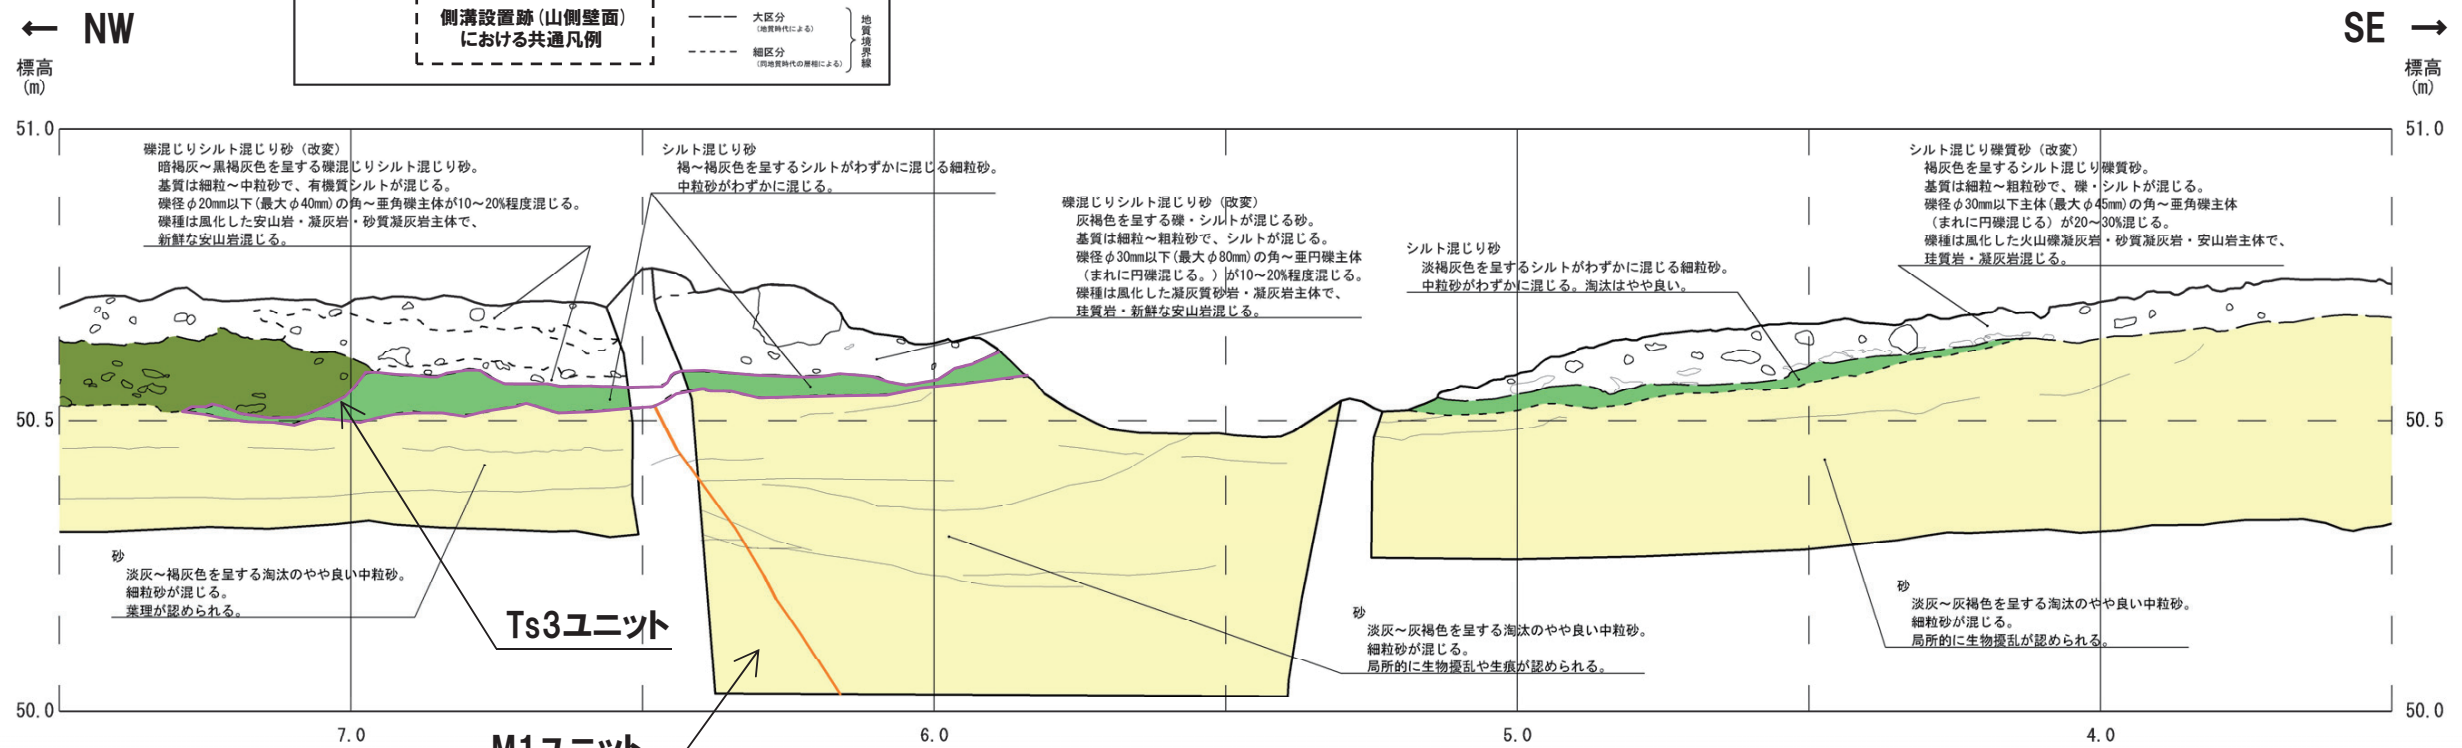 ← NW
側溝設置跡(山側壁面)
における共通凡例
大区分
(地質時代による)
細区分
(同地質時代の層相による)
地質境界線
SE →
標高
(m)
標高
(m)
51.0
51.0
礫混じりシルト混じり砂（改変）
暗褐灰～黒褐灰色を呈する礫混じりシルト混じり砂。
基質は細粒～中粒砂で、有機質シルトが混じる。
礫径φ20mm以下(最大φ40mm)の角～亜角礫主体が10～20%程度混じる。
礫種は風化した安山岩・凝灰岩・砂質凝灰岩主体で、
新鮮な安山岩混じる。
シルト混じり砂
褐～褐灰色を呈するシルトがわずかに混じる細粒砂。
中粒砂がわずかに混じる。
礫混じりシルト混じり砂（改変）
灰褐色を呈する礫・シルトが混じる砂。
基質は細粒～粗粒砂で、シルトが混じる。
礫径φ30mm以下(最大φ80mm)の角～亜円礫主体
（まれに円礫混じる。）が10～20%程度混じる。
礫種は風化した凝灰質砂岩・凝灰岩主体で、
珪質岩・新鮮な安山岩混じる。
シルト混じり砂
淡褐灰色を呈するシルトがわずかに混じる細粒砂。
中粒砂がわずかに混じる。淘汰はやや良い。
シルト混じり礫質砂（改変）
褐灰色を呈するシルト混じり礫質砂。
基質は細粒～粗粒砂で、礫・シルトが混じる。
礫径φ30mm以下主体(最大φ45mm)の角～亜角礫主体
（まれに円礫混じる）が20～30%混じる。
礫種は風化した火山礫凝灰岩・砂質凝灰岩・安山岩主体で、
珪質岩・凝灰岩混じる。
50.5
50.5
砂
淡灰～褐灰色を呈する淘汰のやや良い中粒砂。
細粒砂が混じる。
葉理が認められる。
Ts3ユニット
砂
淡灰～灰褐色を呈する淘汰のやや良い中粒砂。
細粒砂が混じる。
局所的に生物擾乱や生痕が認められる。
砂
淡灰～灰褐色を呈する淘汰のやや良い中粒砂。
細粒砂が混じる。
局所的に生物擾乱が認められる。
50.0
50.0
7.0
6.0
5.0
4.0
M1ユニット